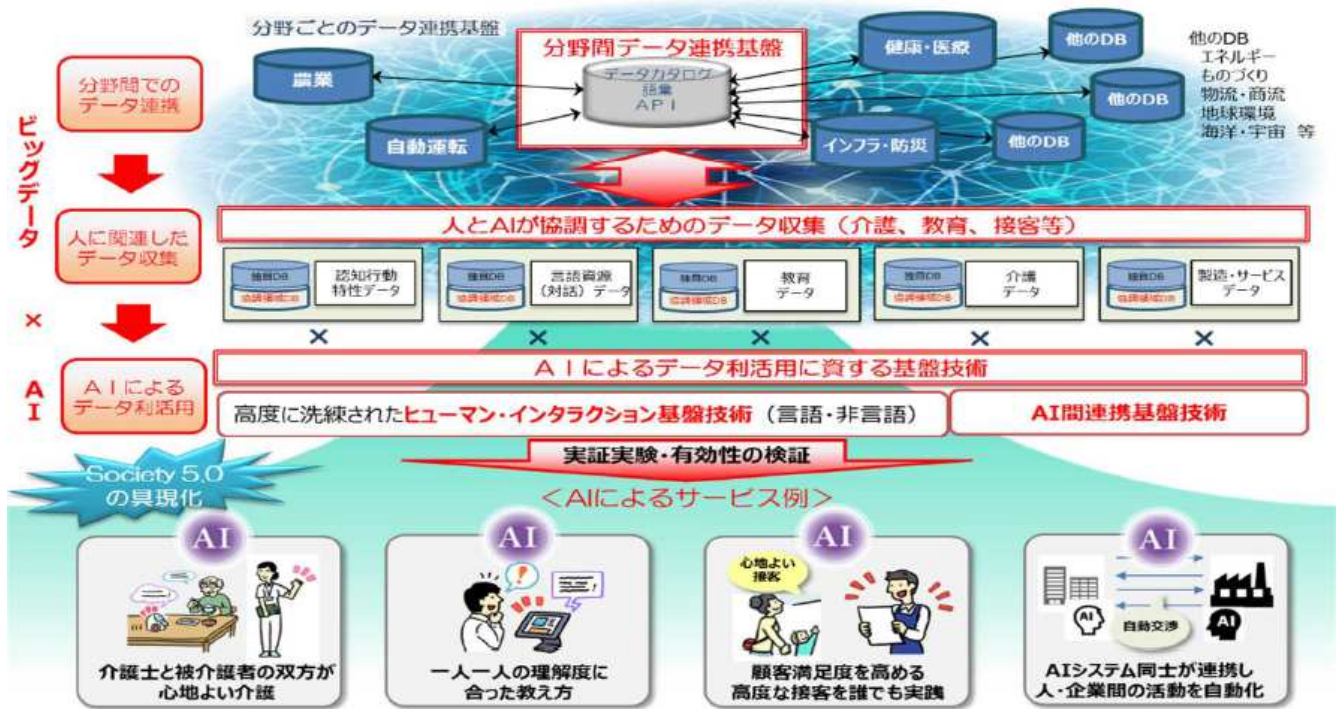 分野ごとのデータ連携基盤
分野間データ連携基盤
データカタログ
語彙
API
農業
自動運転
健康・医療
インフラ・防災
他のDB
他のDB
他のDB
他のDB
エネルギー
ものづくり
物流・商流
地球環境
海洋・宇宙 等
ビッグデータ
×
AI
分野間での
データ連携
人に関連した
データ収集
AIによる
データ利活用
人とAIが協調するためのデータ収集(介護、教育、接客等)
独自DB
協調領域DB
認知行動
特性データ
独自DB
協調領域DB
言語資源
(対話)データ
独自DB
協調領域DB
教育
データ
独自DB
協調領域DB
介護
データ
独自DB
協調領域DB
製造・サービス
データ
× × × × ×
AIによるデータ利活用に資する基盤技術
高度に洗練されたヒューマン・インタラクション基盤技術(言語・非言語)
AI間連携基盤技術
実証実験・有効性の検証
Society 5.0
の具現化
<AIによるサービス例>
AI
介護士と被介護者の双方が
心地よい介護
AI
一人一人の理解度に
合った教え方
AI
心地よい
接客
顧客満足度を高める
高度な接客を誰でも実践
AI
AI
自動交渉
AI
AIシステム同士が連携し
人・企業間の活動を自動化